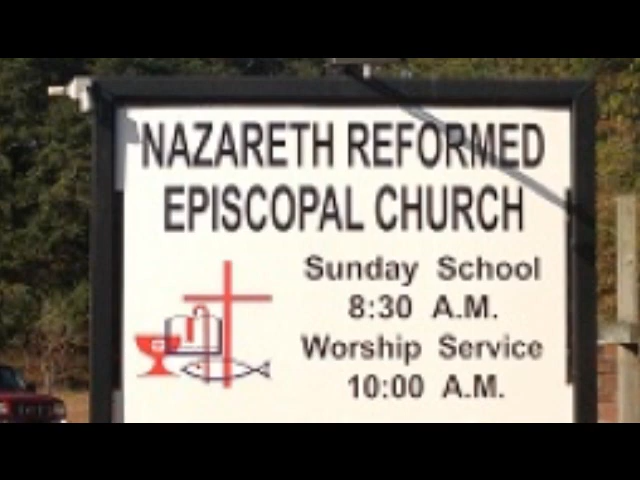 NAZARETH REFORMED
EPISCOPAL CHURCH
Sunday School
8:30 A.M.
Worship Service
10:00 A.M.